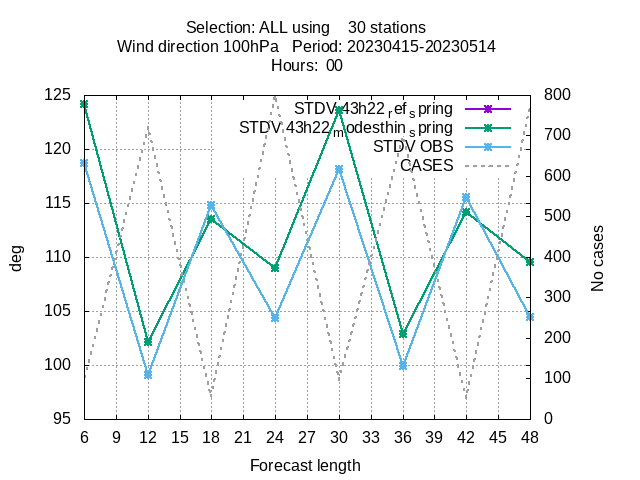 Selection: ALL using 30 stations
Wind direction 100hPa Period: 20230415-20230514
Hours: 00
STDV 43h22_ref_spring
STDV 43h22_modesthin_spring
STDV OBS
CASES
125
120
115
110
105
100
95
800
700
600
500
400
300
200
100
0
deg
No cases
6 9 12 15 18 21 24 27 30 33 36 39 42 45 48
Forecast length